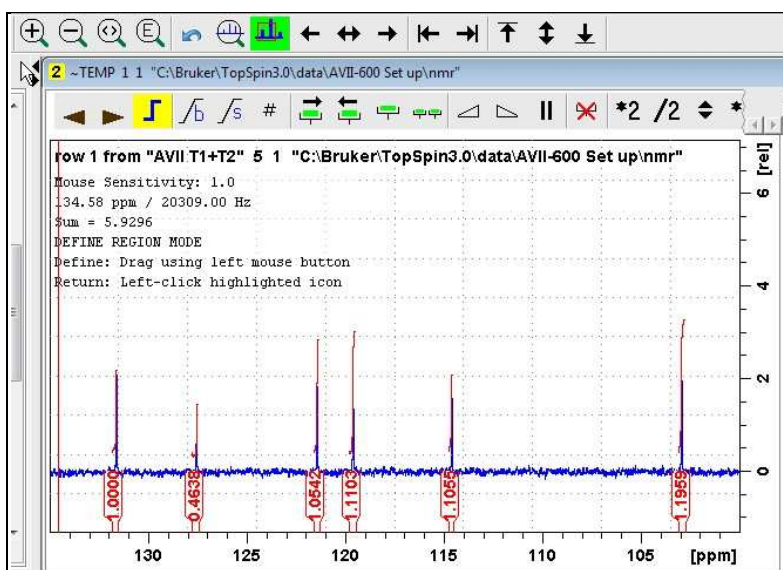 2 ~TEMP 1 1 "C:\Bruker\TopSpin3.0\data\AVII-600 Set up\nmr"
# *2 /2 *
row 1 from "AVII T1+T2" 5 1 "C:\Bruker\TopSpin3.0\data\AVII-600 Set up\nmr"
Mouse Sensitivity: 1.0
134.58 ppm / 20309.00 Hz
Sum = 5.9296
DEFINE REGION MODE
Define: Drag using left mouse button
Return: Left-click highlighted icon
[rel]
6
4
2
0
1.0000 0.4638 1.0542 1.1103 1.1055 1.1959
130 125 120 115 110 105 [ppm]